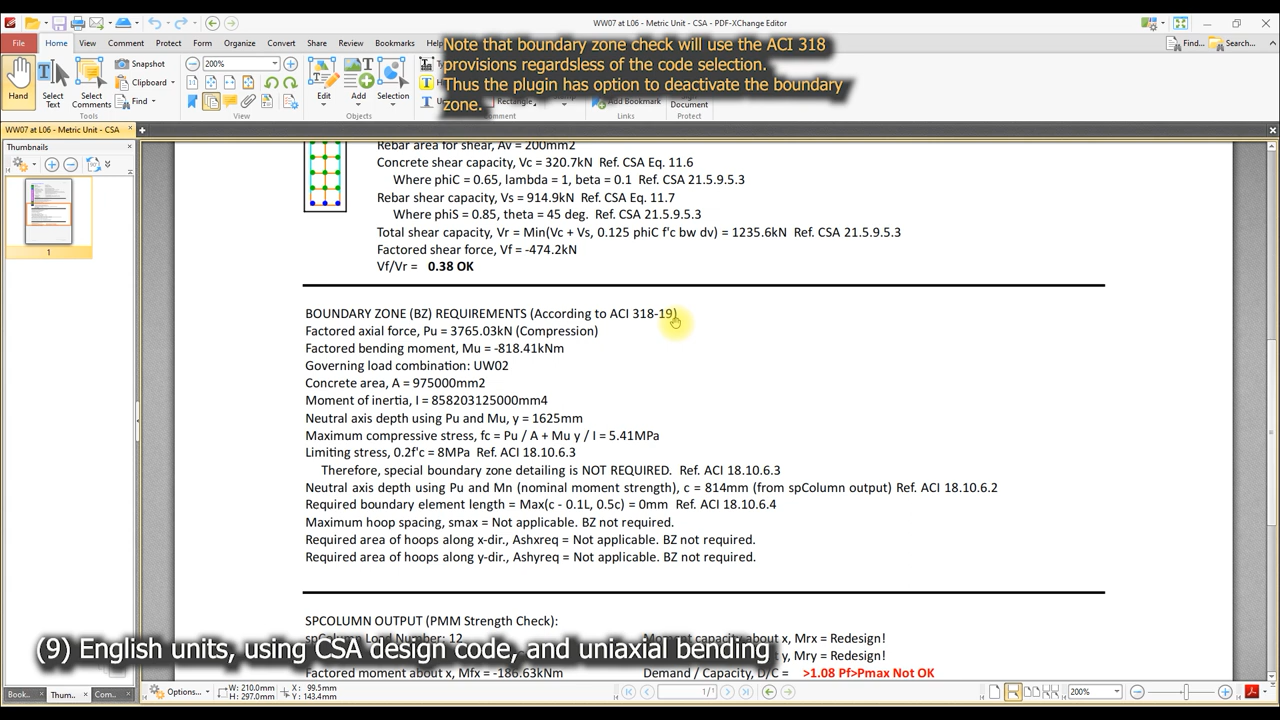 WW07 at L06 - Metric Unit - CSA - PDF-XChange Editor
File Home View Comment Protect Form Organize Convert Share Review Bookmarks
Find... Search...
Note that boundary zone check will use the ACI 318
provisions regardsless of the code selection.
Thus the plugin has option to deactivate the boundary
zone.
Hand
Select
Text
Select
Comments
Snapshot
Clipboard
Find
Tools
200%
View
Edit
Add
Selection
Objects
Rectangle
Add Bookmark
Links
Protect
WW07 at L06 - Metric Unit - CSA
Thumbnails
1
Rebar area for shear, Av = 200mm2
Concrete shear capacity, Vc = 320.7kN Ref. CSA Eq. 11.6
Where phiC = 0.65, lambda = 1, beta = 0.1 Ref. CSA 21.5.9.5.3
Rebar shear capacity, Vs = 914.9kN Ref. CSA Eq. 11.7
Where phiS = 0.85, theta = 45 deg. Ref. CSA 21.5.9.5.3
Total shear capacity, Vr = Min(Vc + Vs, 0.125 phiC f'c bw dv) = 1235.6kN Ref. CSA 21.5.9.5.3
Factored shear force, Vf = -474.2kN
Vf/Vr = 0.38 OK
BOUNDARY ZONE (BZ) REQUIREMENTS (According to ACI 318-19)
Factored axial force, Pu = 3765.03kN (Compression)
Factored bending moment, Mu = -818.41kNm
Governing load combination: UW02
Concrete area, A = 975000mm2
Moment of inertia, I = 858203125000mm4
Neutral axis depth using Pu and Mu, y = 1625mm
Maximum compressive stress, fc = Pu / A + Mu y / I = 5.41MPa
Limiting stress, 0.2f'c = 8MPa Ref. ACI 18.10.6.3
Therefore, special boundary zone detailing is NOT REQUIRED. Ref. ACI 18.10.6.3
Neutral axis depth using Pu and Mn (nominal moment strength), c = 814mm (from spColumn output) Ref. ACI 18.10.6.2
Required boundary element length = Max(c - 0.1L, 0.5c) = 0mm Ref. ACI 18.10.6.4
Maximum hoop spacing, smax = Not applicable. BZ not required.
Required area of hoops along x-dir., Ashxreq = Not applicable. BZ not required.
Required area of hoops along y-dir., Ashyreq = Not applicable. BZ not required.
SPCOLUMN OUTPUT (PMM Strength Check):
spColumn Load Number: 12 Moment capacity about x, Mrx = Redesign!
y, Mry = Redesign!
(9) English units, using CSA design code, and uniaxial bending
Factored moment about x, Mfx = -186.63kNm Demand / Capacity, D/C = >1.08 Pf>Pmax Not OK
Book... Thum... Com...
Options...
W: 210.0mm
H: 297.0mm
X: 99.5mm
Y: 143.4mm
1/1
200%